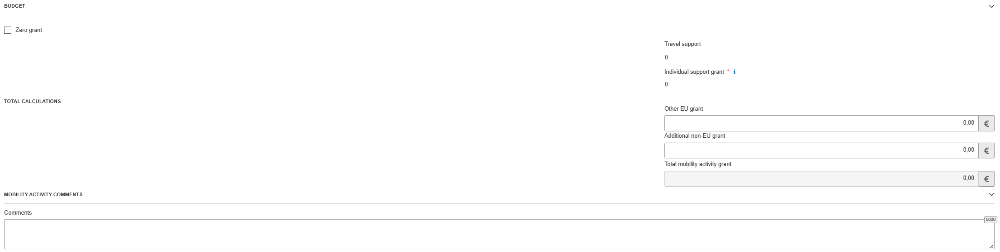 BUDGET
Zero grant
Travel support
0
Individual support grant * i
0
TOTAL CALCULATIONS
Other EU grant
0,00 €
Additional non-EU grant
0,00 €
Total mobility activity grant
0,00 €
MOBILITY ACTIVITY COMMENTS
Comments
5000